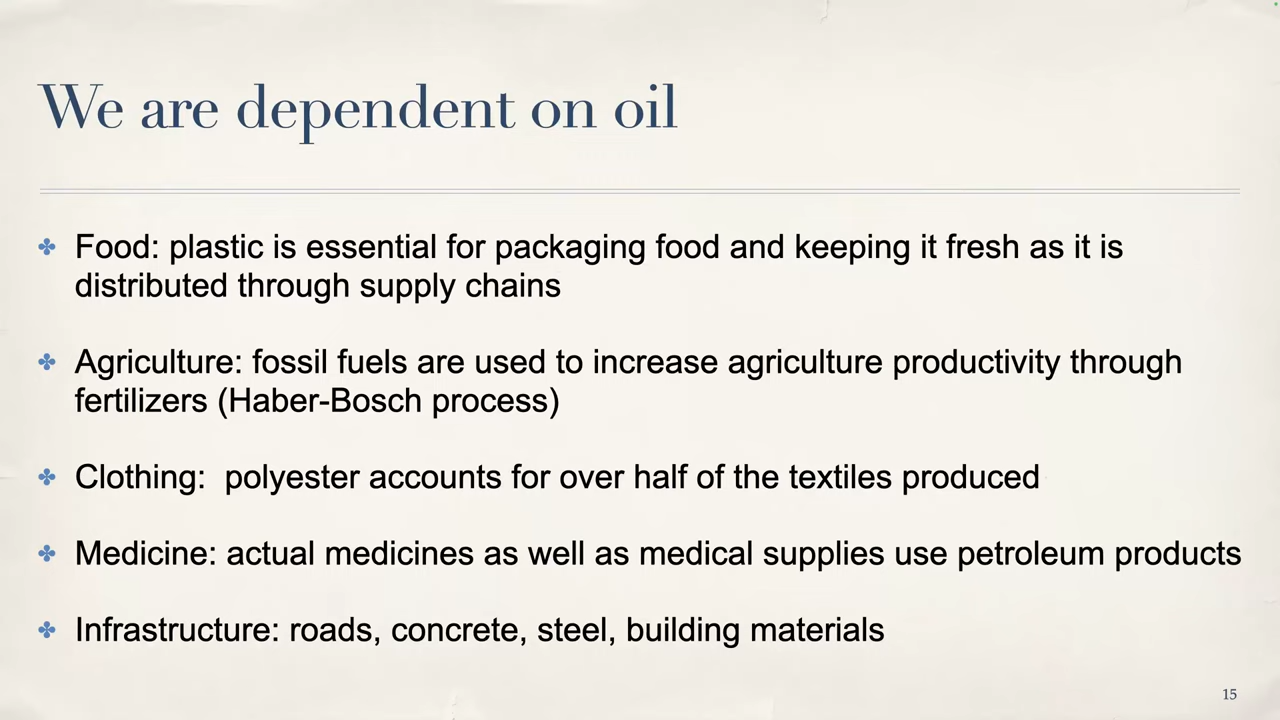 We are dependent on oil
Food: plastic is essential for packaging food and keeping it fresh as it is
distributed through supply chains
Agriculture: fossil fuels are used to increase agriculture productivity through
fertilizers (Haber-Bosch process)
Clothing:  polyester accounts for over half of the textiles produced
Medicine: actual medicines as well as medical supplies use petroleum products
Infrastructure: roads, concrete, steel, building materials
15